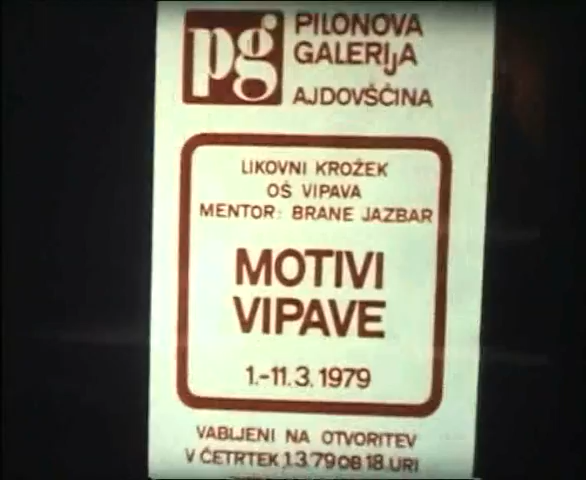 pg
PILONOVA
GALERIJA
AJDOVŠČINA
LIKOVNI KROŽEK
OŠ VIPAVA
MENTOR: BRANE JAZBAR
MOTIVI
VIPAVE
1.-11.3.1979
VABLJENI NA OTVORITEV
V ČETRTEK 1.3.79 OB 18. URI